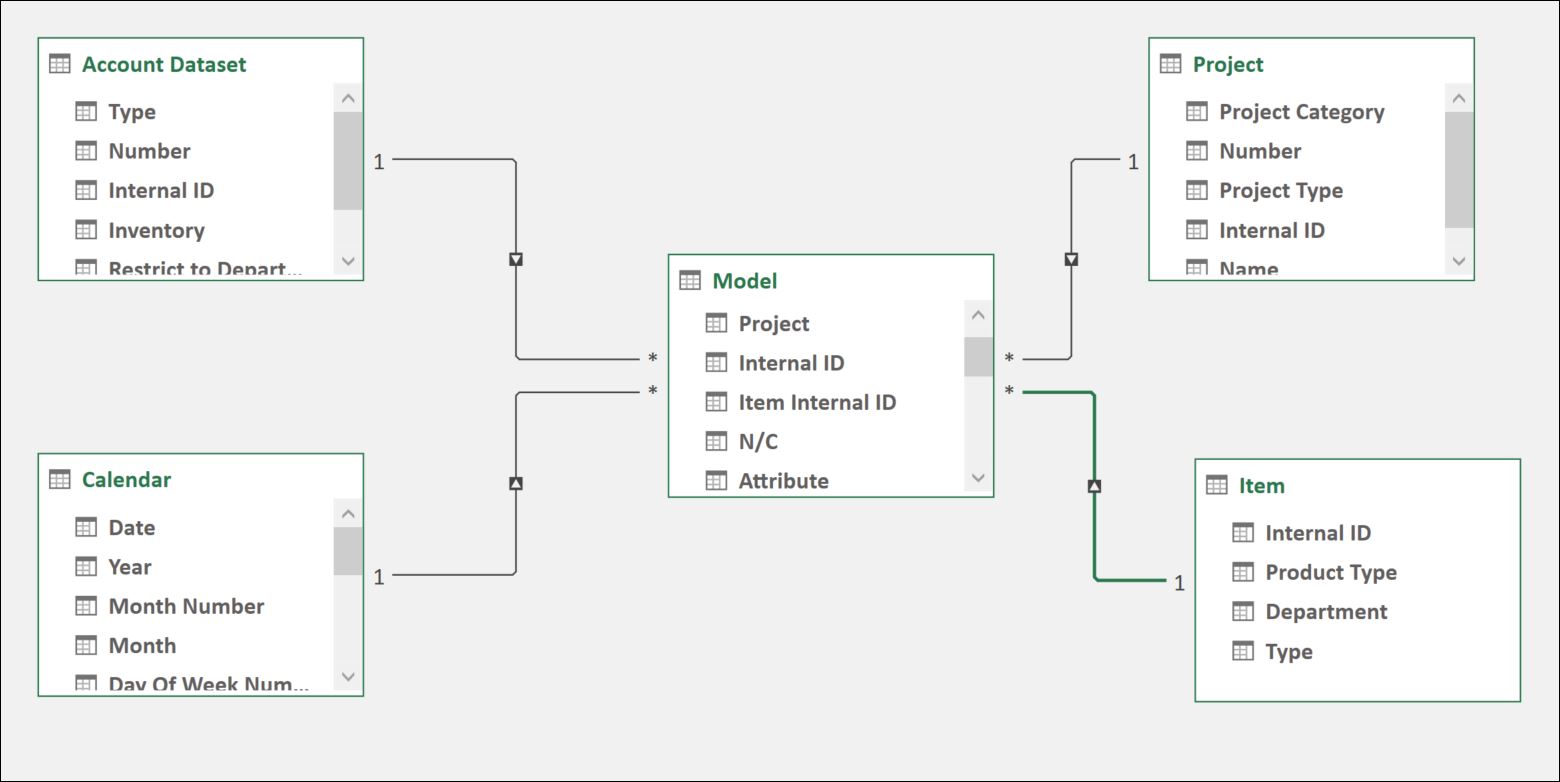 Account Dataset
Type
Number
Internal ID
Inventory
Restrict to Depart...
1
Project
Project Category
Number
Project Type
Internal ID
Name
1
Model
Project
Internal ID
Item Internal ID
N/C
Attribute
*
*
*
*
Calendar
Date
Year
Month Number
Month
Day Of Week Num...
1
Item
Internal ID
Product Type
Department
Type
1